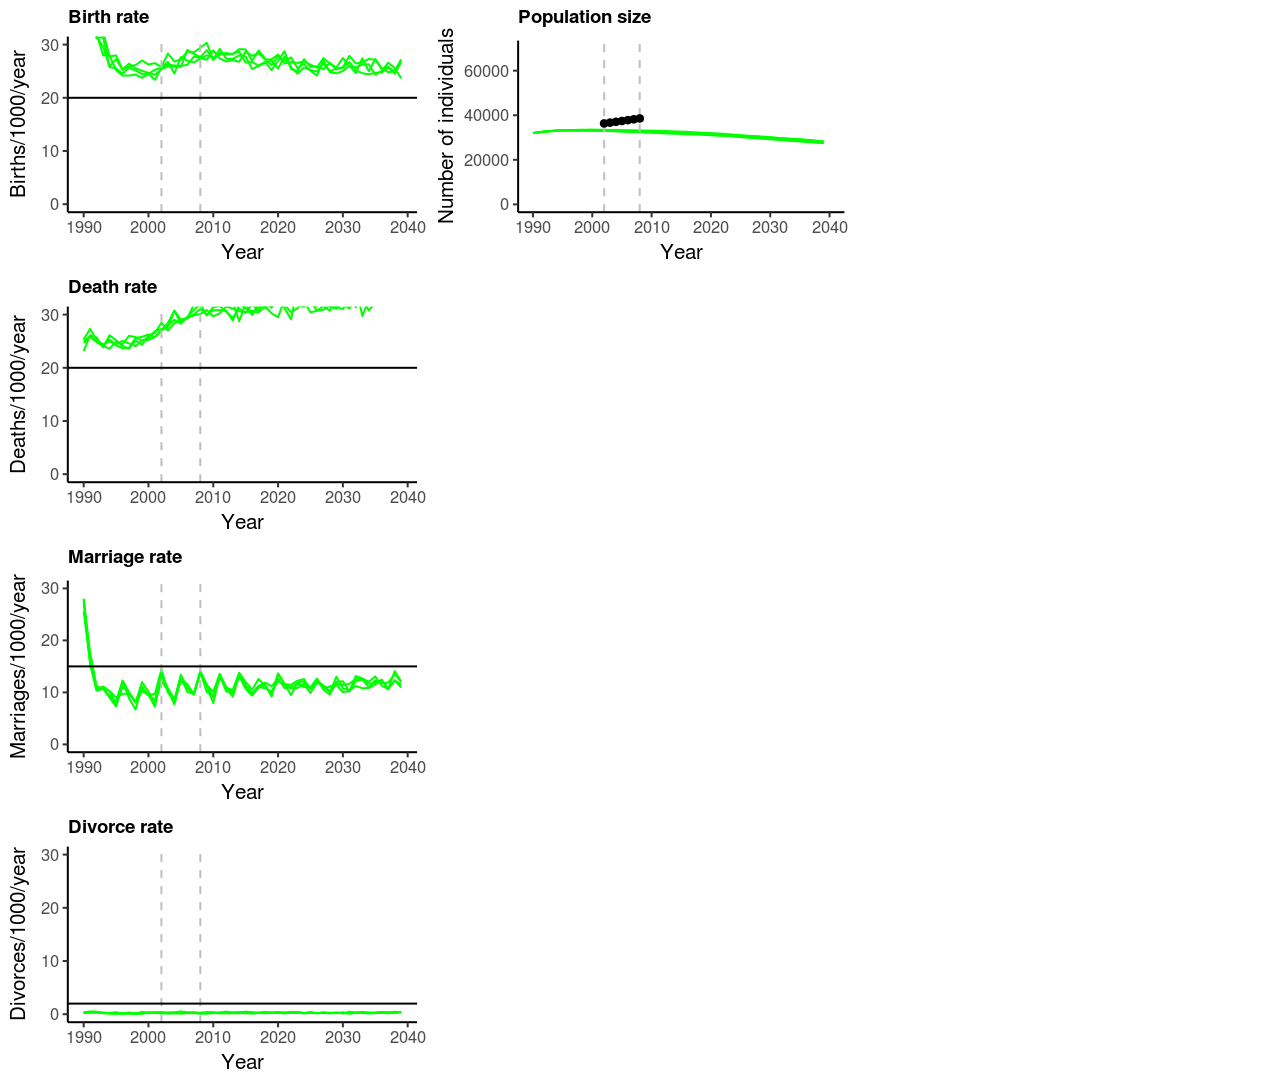 Birth rate
Births/1000/year
30
20
10
0
1990 2000 2010 2020 2030 2040
Year
Population size
Number of individuals
60000
40000
20000
0
1990 2000 2010 2020 2030 2040
Year
Death rate
Deaths/1000/year
30
20
10
0
1990 2000 2010 2020 2030 2040
Year
Marriage rate
Marriages/1000/year
30
20
10
0
1990 2000 2010 2020 2030 2040
Year
Divorce rate
Divorces/1000/year
30
20
10
0
1990 2000 2010 2020 2030 2040
Year